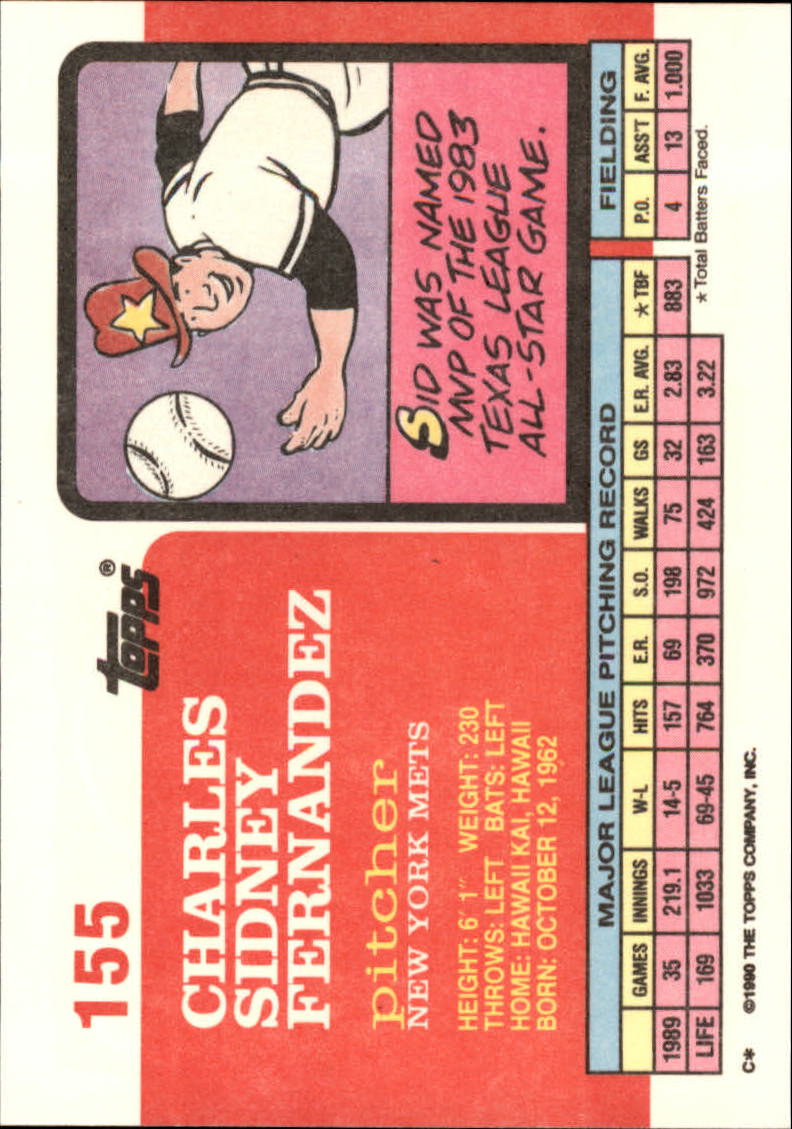 155
topps®
CHARLES
SIDNEY
FERNANDEZ
pitcher
NEW YORK METS
HEIGHT: 6' 1" WEIGHT: 230
THROWS: LEFT BATS: LEFT
HOME: HAWAII KAI, HAWAII
BORN: OCTOBER 12, 1962
SID WAS NAMED
MVP OF THE 1983
TEXAS LEAGUE
ALL-STAR GAME.
MAJOR LEAGUE PITCHING RECORD FIELDING
GAMES INNINGS W-L HITS E.R. S.O. WALKS GS E.R. AVG. ★TBF P.O. ASS'T F. AVG.
1989 35 219.1 14-5 157 69 198 75 32 2.83 883 4 13 1.000
LIFE 169 1033 69-45 764 370 972 424 163 3.22 ★Total Batters Faced.
C* ©1990 THE TOPPS COMPANY, INC.